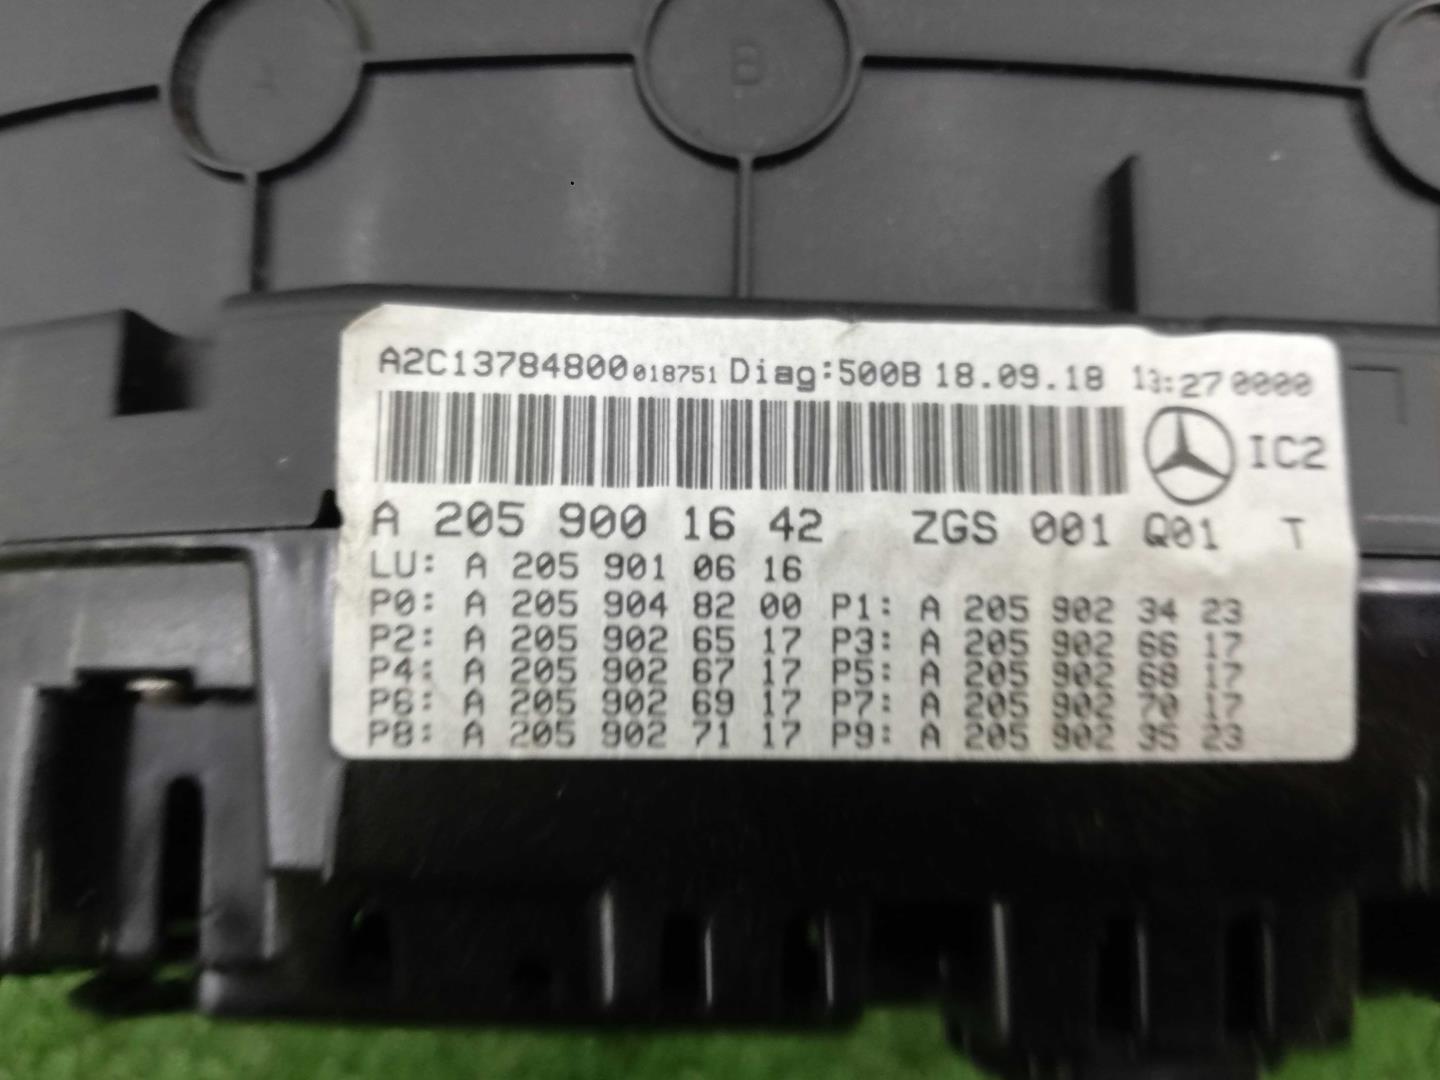 B
A2C13784800 018751 Diag:500B 18.09.18 13:27 0000
IC2
A 205 900 16 42 ZGS 001 Q01 T
LU: A 205 901 06 16
P0: A 205 904 82 00 P1: A 205 902 34 23
P2: A 205 902 65 17 P3: A 205 902 66 17
P4: A 205 902 67 17 P5: A 205 902 68 17
P6: A 205 902 69 17 P7: A 205 902 70 17
P8: A 205 902 71 17 P9: A 205 902 35 23